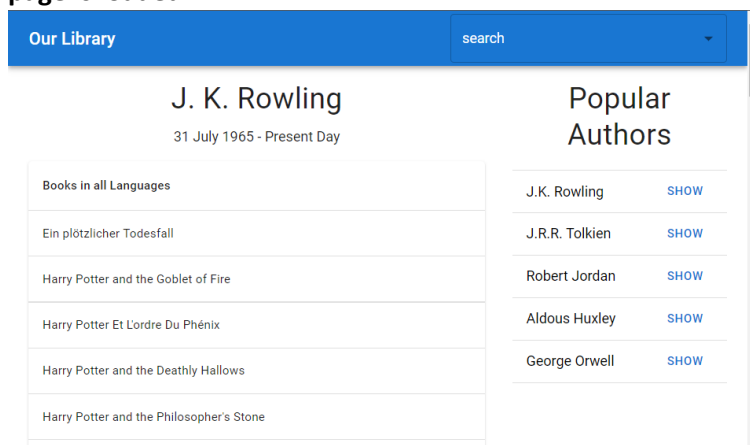 Our Library
search
J. K. Rowling
31 July 1965 - Present Day
Books in all Languages
Ein plötzlicher Todesfall
Harry Potter and the Goblet of Fire
Harry Potter Et L'ordre Du Phénix
Harry Potter and the Deathly Hallows
Harry Potter and the Philosopher's Stone
Popular
Authors
J.K. Rowling SHOW
J.R.R. Tolkien SHOW
Robert Jordan SHOW
Aldous Huxley SHOW
George Orwell SHOW